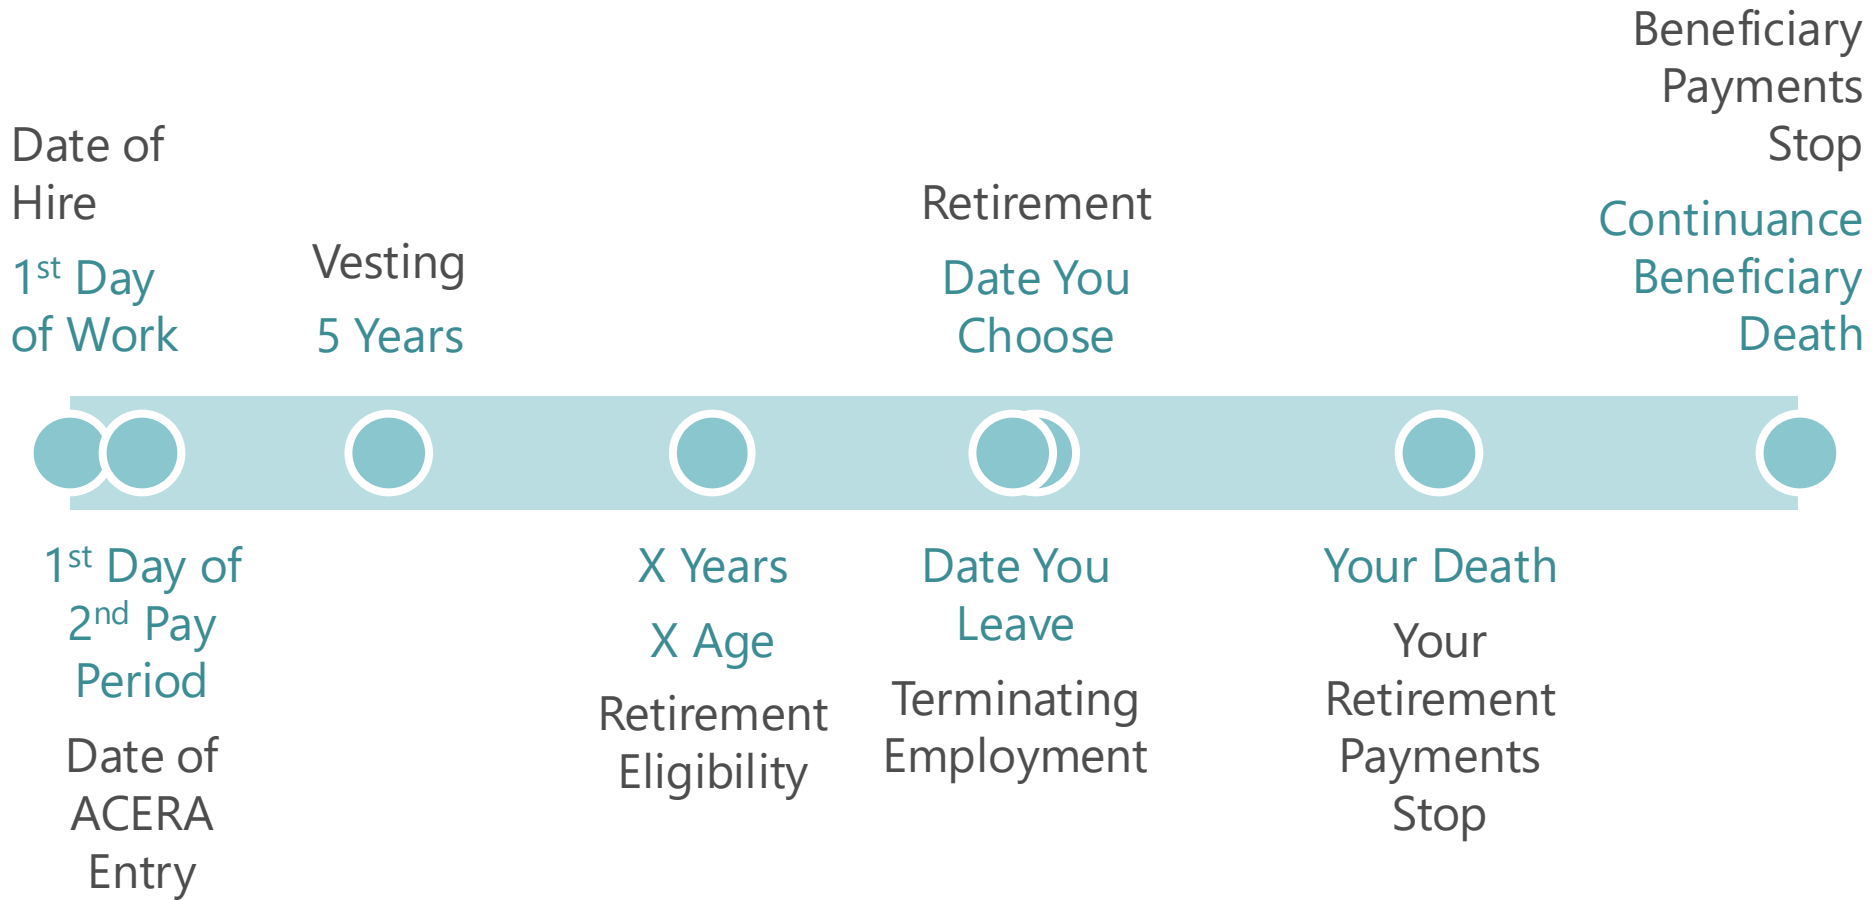 Date of
Hire
1st Day
of Work
Vesting
5 Years
Retirement
Date You
Choose
Beneficiary
Payments
Stop
Continuance
Beneficiary
Death
1st Day of
2nd Pay
Period
Date of
ACERA
Entry
X Years
X Age
Retirement
Eligibility
Date You
Leave
Terminating
Employment
Your Death
Your
Retirement
Payments
Stop